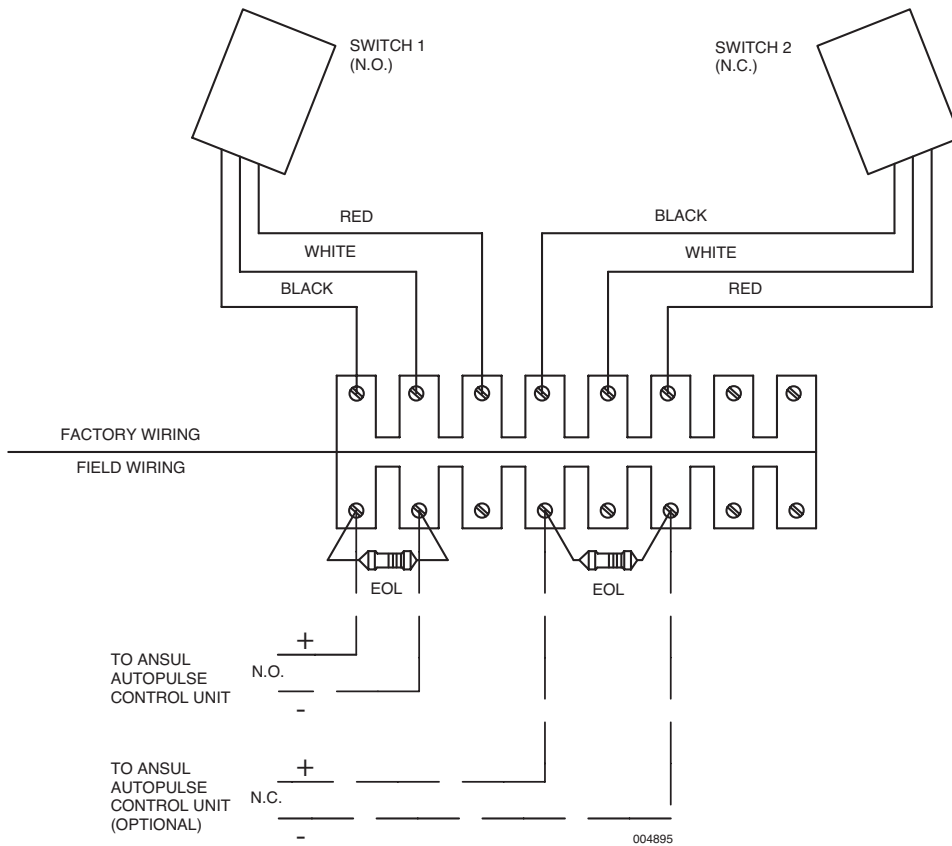 SWITCH 1
(N.O.)
SWITCH 2
(N.C.)
RED
BLACK
WHITE
WHITE
BLACK
RED
FACTORY WIRING
FIELD WIRING
EOL
EOL
+
TO ANSUL
AUTOPULSE
CONTROL UNIT
N.O.
-
+
TO ANSUL
AUTOPULSE
CONTROL UNIT
(OPTIONAL)
N.C.
-
004895